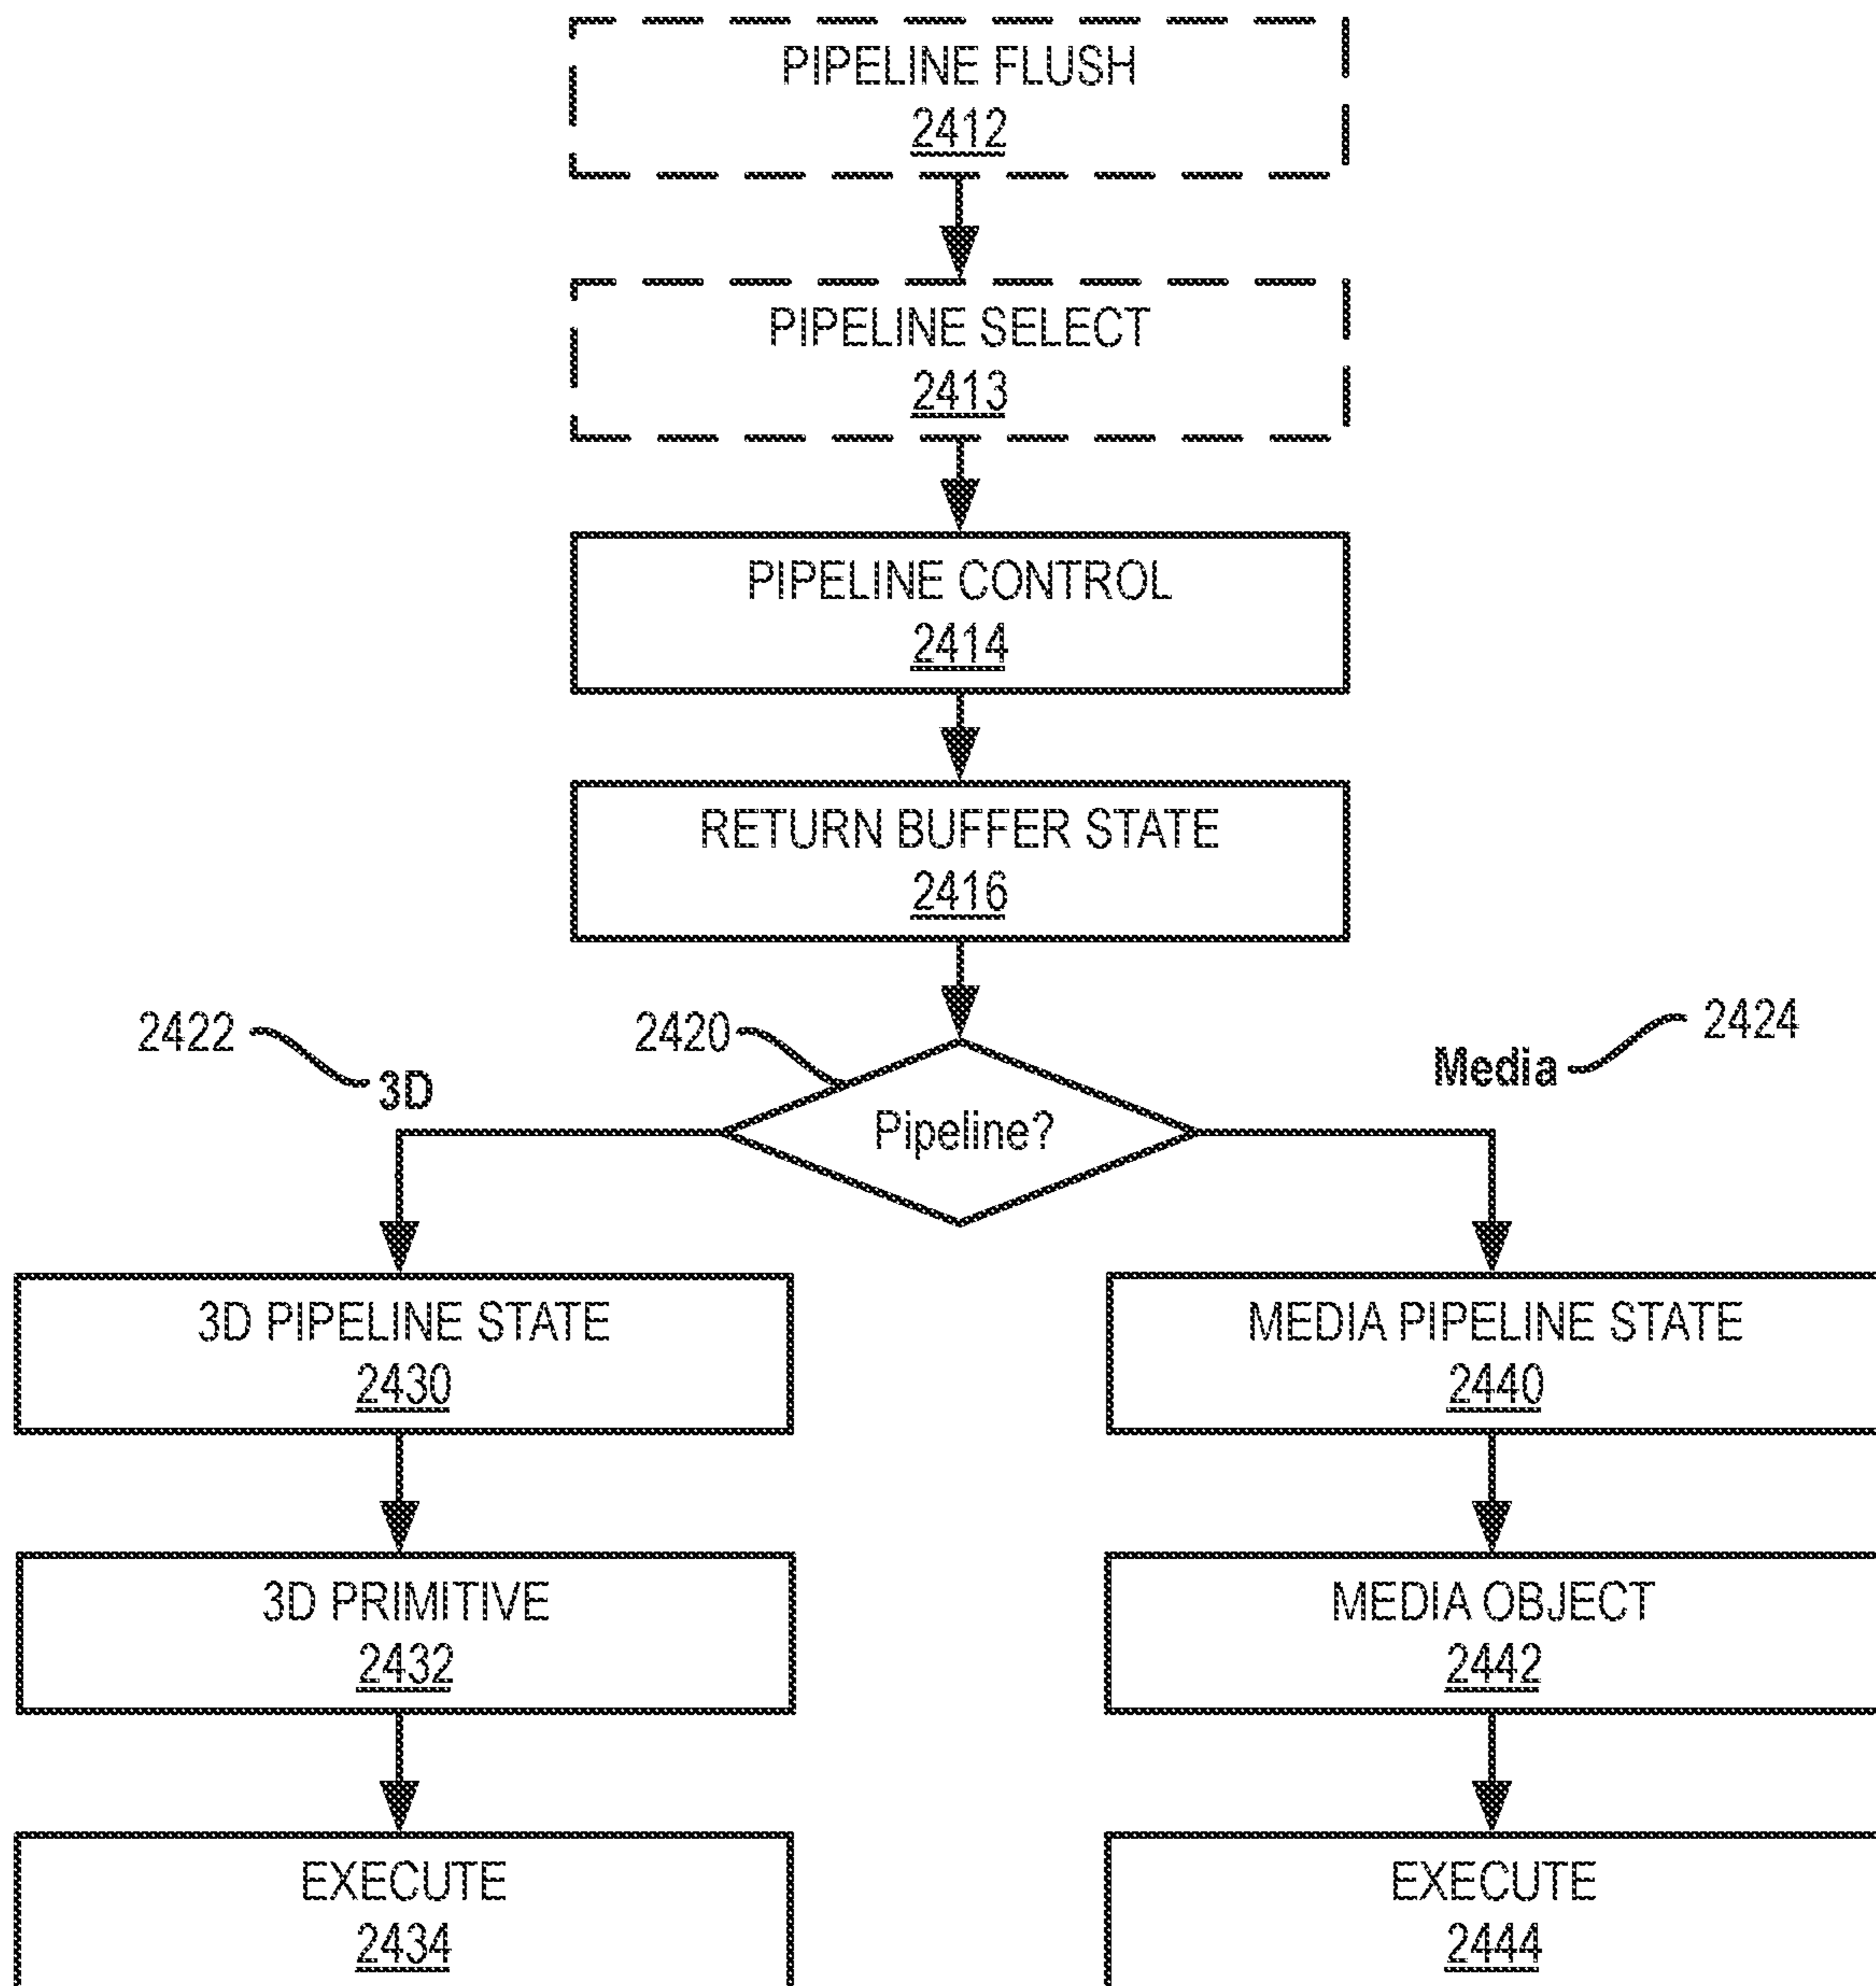 PIPELINE FLUSH
2412
PIPELINE SELECT
2413
PIPELINE CONTROL
2414
RETURN BUFFER STATE
2416
2422
3D
2420
Pipeline?
Media
2424
3D PIPELINE STATE
2430
MEDIA PIPELINE STATE
2440
3D PRIMITIVE
2432
MEDIA OBJECT
2442
EXECUTE
2434
EXECUTE
2444